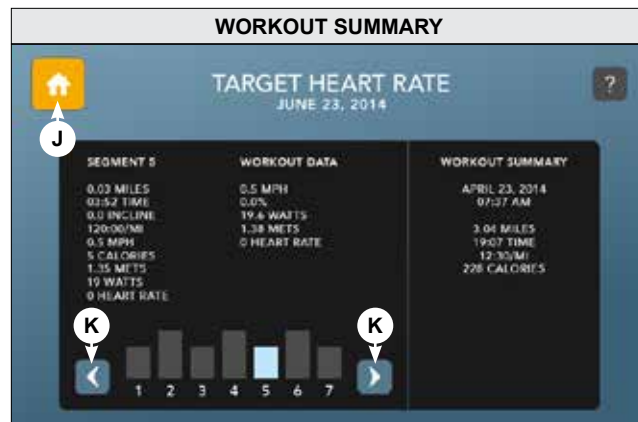 WORKOUT SUMMARY
TARGET HEART RATE
JUNE 23, 2014
?
J
SEGMENT 5
0.03 MILES
03:52 TIME
0.0 INCLINE
120:00/MI
0.5 MPH
5 CALORIES
1.35 METS
19 WATTS
0 HEART RATE
WORKOUT DATA
0.5 MPH
0.0%
19.6 WATTS
1.38 METS
0 HEART RATE
WORKOUT SUMMARY
APRIL 23, 2014
07:37 AM
3.04 MILES
19:07 TIME
12:30/MI
228 CALORIES
K
K
1 2 3 4 5 6 7